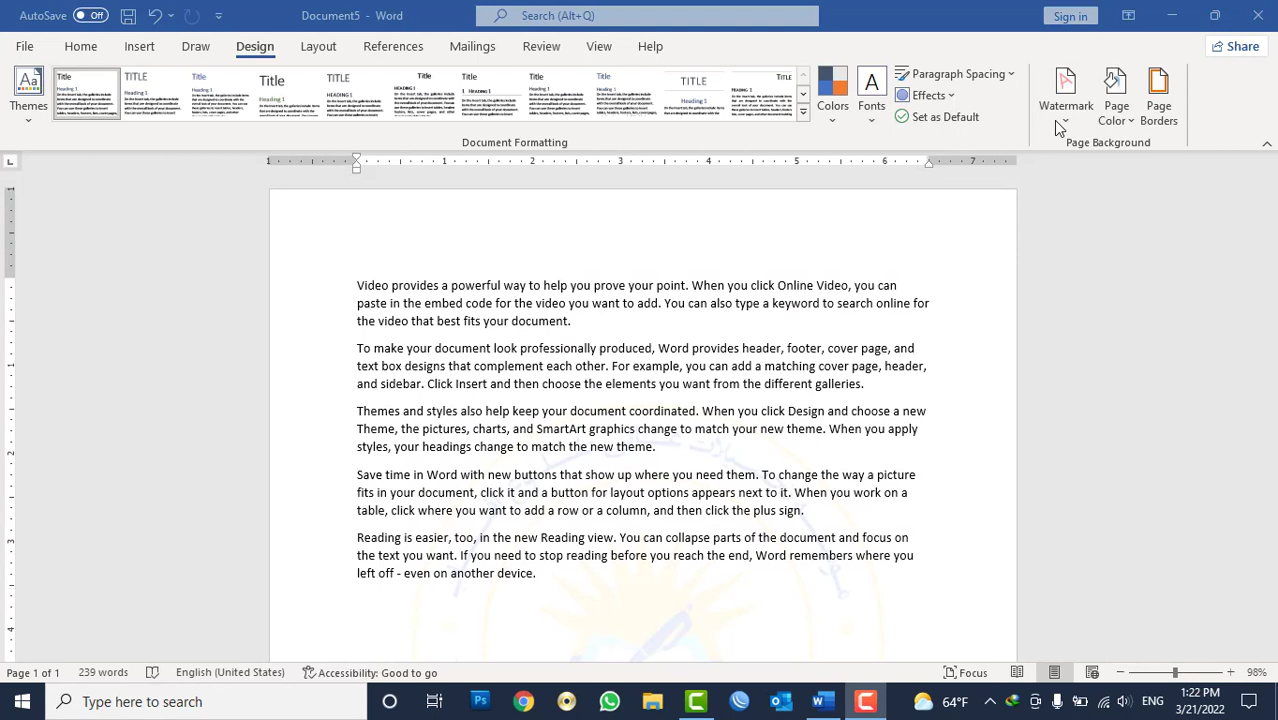 AutoSave Off Document5 - Word Search (Alt+Q) Sign in
File Home Insert Draw Design Layout References Mailings Review View Help Share
Themes
Colors
Fonts
Paragraph Spacing
Effects
Set as Default
Watermark
Page Color
Page Borders
Document Formatting
Page Background
Video provides a powerful way to help you prove your point. When you click Online Video, you can
paste in the embed code for the video you want to add. You can also type a keyword to search online for
the video that best fits your document.
To make your document look professionally produced, Word provides header, footer, cover page, and
text box designs that complement each other. For example, you can add a matching cover page, header,
and sidebar. Click Insert and then choose the elements you want from the different galleries.
Themes and styles also help keep your document coordinated. When you click Design and choose a new
Theme, the pictures, charts, and SmartArt graphics change to match your new theme. When you apply
styles, your headings change to match the new theme.
Save time in Word with new buttons that show up where you need them. To change the way a picture
fits in your document, click it and a button for layout options appears next to it. When you work on a
table, click where you want to add a row or a column, and then click the plus sign.
Reading is easier, too, in the new Reading view. You can collapse parts of the document and focus on
the text you want. If you need to stop reading before you reach the end, Word remembers where you
left off - even on another device.
Page 1 of 1 239 words English (United States) Accessibility: Good to go Focus 98%
Type here to search 64°F ENG 1:22 PM
3/21/2022